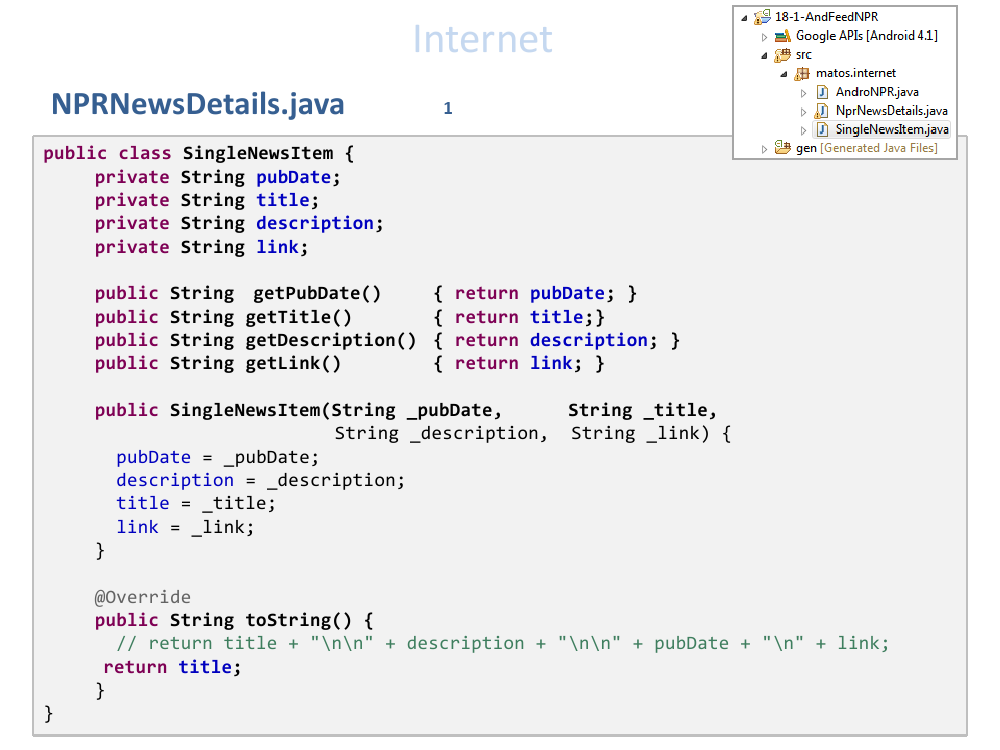 Internet
18-1-AndFeedNPR
Google APIs [Android 4.1]
src
matos.internet
AndroNPR.java
NprNewsDetails.java
SingleNewsItem.java
gen [Generated Java Files]
NPRNewsDetails.java 1
public class SingleNewsItem {
private String pubDate;
private String title;
private String description;
private String link;
public String getPubDate() { return pubDate; }
public String getTitle() { return title;}
public String getDescription() { return description; }
public String getLink() { return link; }
public SingleNewsItem(String _pubDate, String _title,
String _description, String _link) {
pubDate = _pubDate;
description = _description;
title = _title;
link = _link;
}
@Override
public String toString() {
// return title + "\n\n" + description + "\n\n" + pubDate + "\n" + link;
return title;
}
}